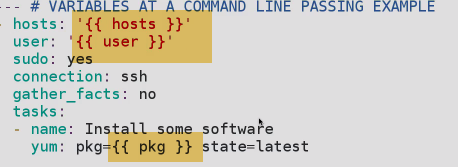 --- # VARIABLES AT A COMMAND LINE PASSING EXAMPLE
- hosts: '{{ hosts }}'
user: '{{ user }}'
sudo: yes
connection: ssh
gather_facts: no
tasks:
- name: Install some software
yum: pkg={{ pkg }} state=latest